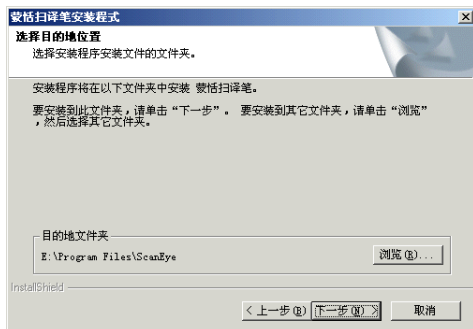 蒙恬扫译笔安装程式
选择目的地位置
选择安装程序安装文件的文件夹。
安装程序将在以下文件夹中安装 蒙恬扫译笔。
要安装到此文件夹，请单击“下一步”。 要安装到其它文件夹，请单击“浏览”
，然后选择其它文件夹。
目的地文件夹
E:\Program Files\ScanEye
浏览(R)...
InstallShield
< 上一步(B)
下一步(N) >
取消